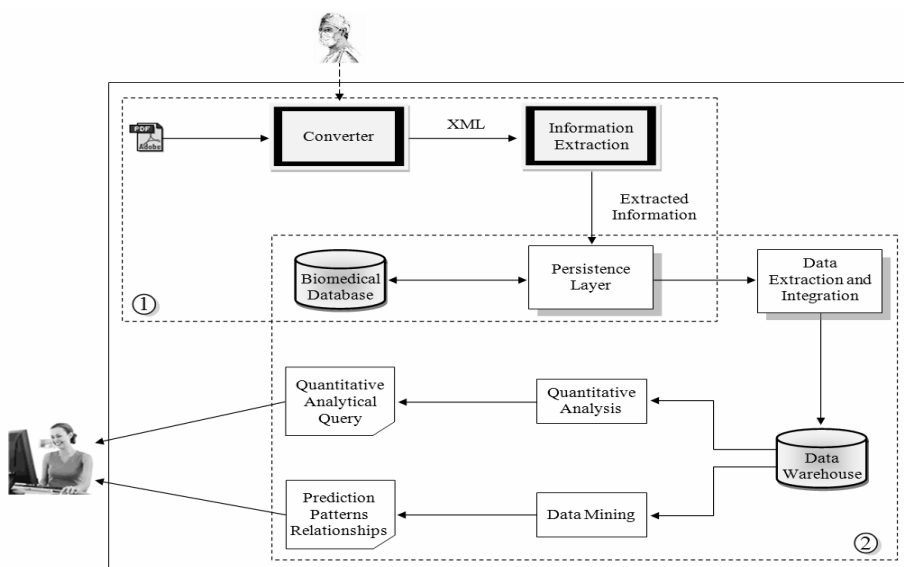 PDF
Adobe
Converter
XML
Information
Extraction
Extracted
Information
Biomedical
Database
Persistence
Layer
Data
Extraction and
Integration
①
Quantitative
Analytical
Query
Quantitative
Analysis
Data
Warehouse
Prediction
Patterns
Relationships
Data Mining
②